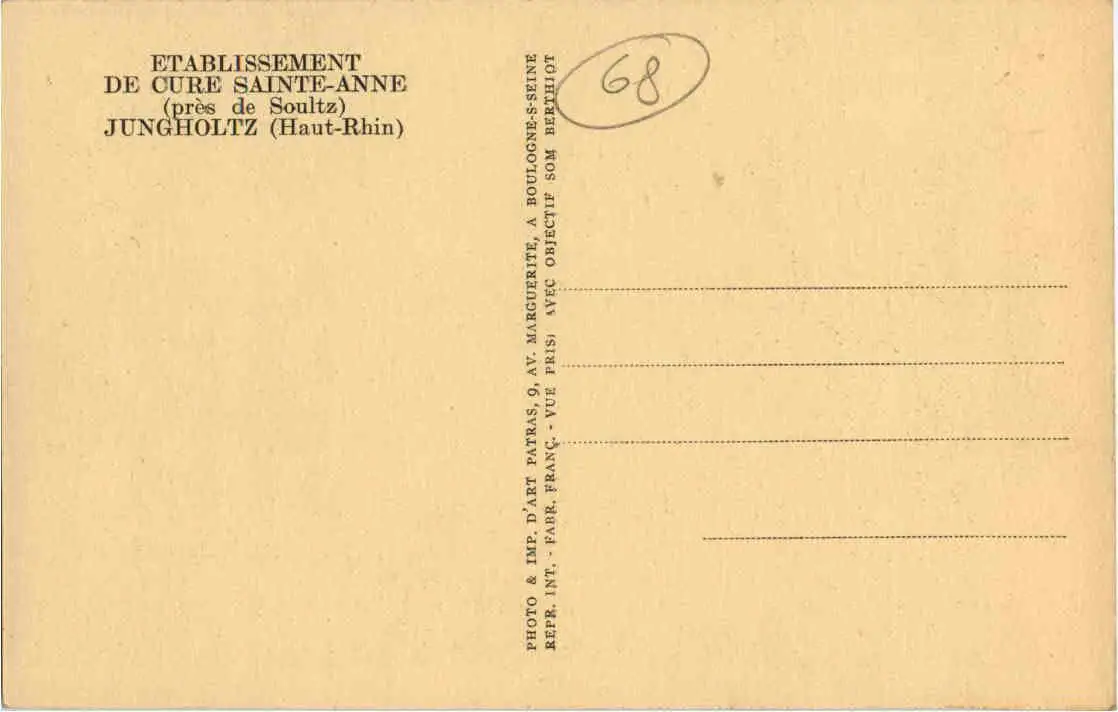 ETABLISSEMENT
DE CURE SAINTE-ANNE
(près de Soultz)
JUNGHOLTZ (Haut-Rhin)
PHOTO & IMP. D'ART PATRAS, 9, AV. MARGUERITE, A BOULOGNE-S-SEINE
REPR. INT. - FABR. FRANÇ. - VUE PRISE AVEC OBJECTIF SOM BERTHIOT
68